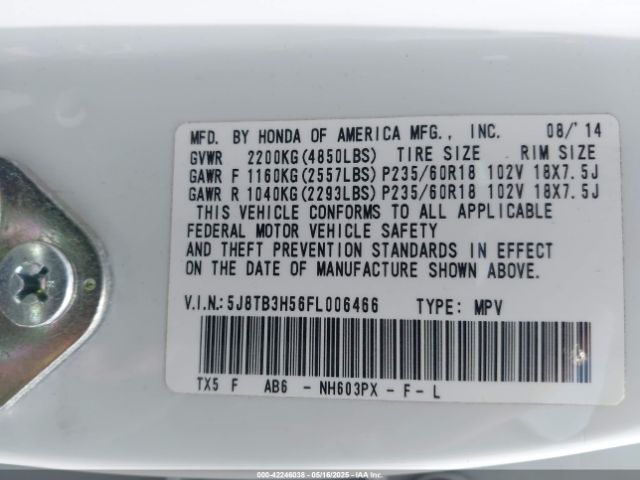 MFD. BY HONDA OF AMERICA MFG., INC. 08/'14
GVWR 2200KG(4850LBS) TIRE SIZE RIM SIZE
GAWR F 1160KG(2557LBS)P235/60R18 102V 18X7.5J
GAWR R 1040KG(2293LBS)P235/60R18 102V 18X7.5J
THIS VEHICLE CONFORMS TO ALL APPLICABLE
FEDERAL MOTOR VEHICLE SAFETY
AND THEFT PREVENTION STANDARDS IN EFFECT
ON THE DATE OF MANUFACTURE SHOWN ABOVE.
V.I.N.:5J8TB3H56FL006466 TYPE: MPV
TX5 F AB6 - NH603PX - F - L
000-42246038 - 05/16/2025 - IAAI INC.